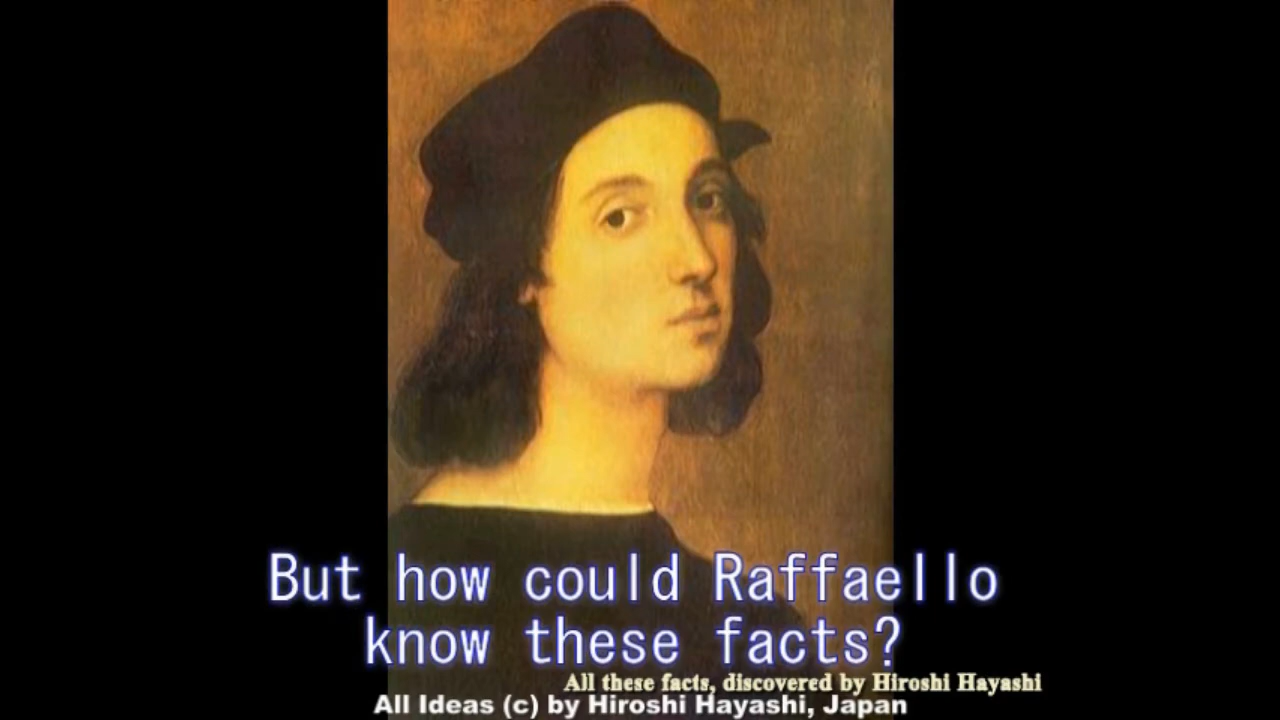 But how could Raffaello
know these facts?
All these facts, discovered by Hiroshi Hayashi
All Ideas (c) by Hiroshi Hayashi, Japan